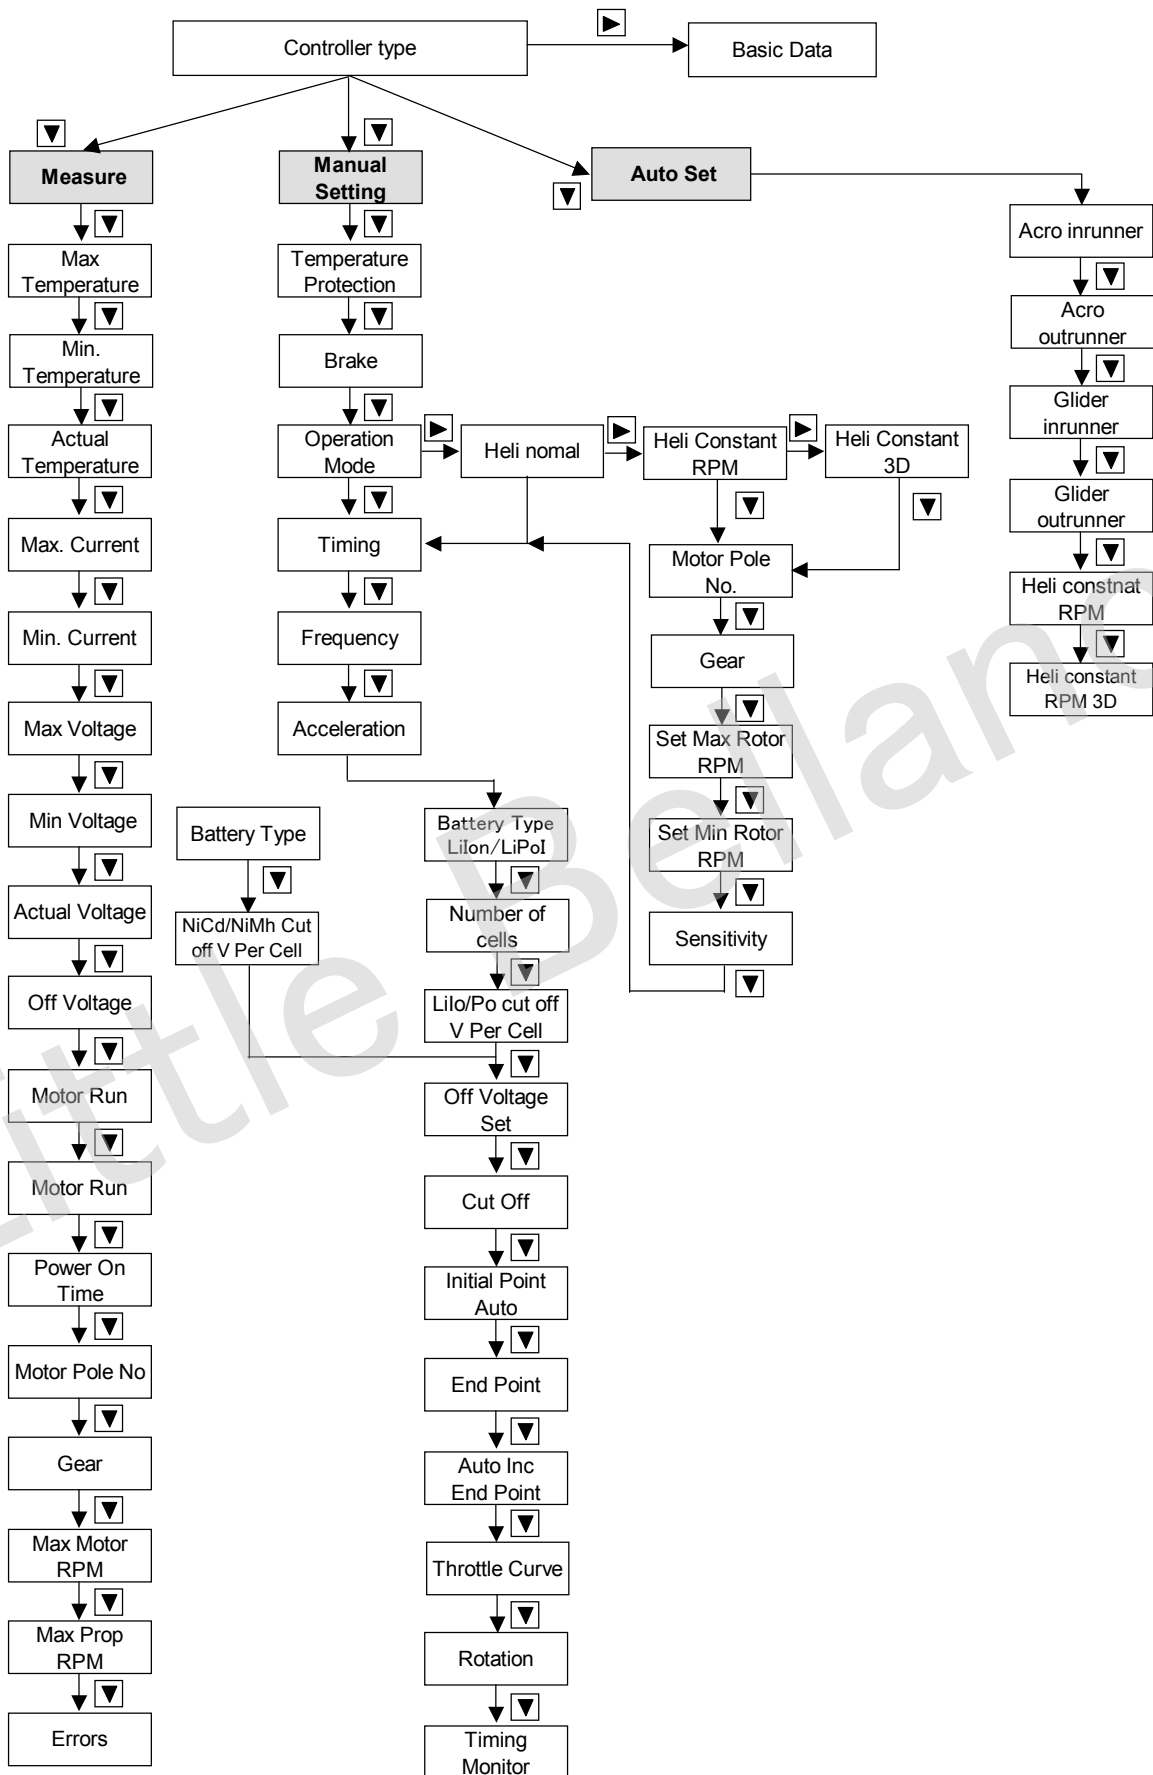 Controller type
Basic Data
Measure
Max
Temperature
Min.
Temperature
Actual
Temperature
Max. Current
Min. Current
Max Voltage
Min Voltage
Actual Voltage
Off Voltage
Motor Run
Motor Run
Power On
Time
Motor Pole No
Gear
Max Motor
RPM
Max Prop
RPM
Errors
Manual
Setting
Temperature
Protection
Brake
Operation
Mode
Timing
Frequency
Acceleration
Battery Type
NiCd/NiMh Cut
off V Per Cell
Battery Type
LiIon/LiPoI
Number of
cells
LiIo/Po cut off
V Per Cell
Off Voltage
Set
Cut Off
Initial Point
Auto
End Point
Auto Inc
End Point
Throttle Curve
Rotation
Timing
Monitor
Heli nomal
Heli Constant
RPM
Heli Constant
3D
Motor Pole
No.
Gear
Set Max Rotor
RPM
Set Min Rotor
RPM
Sensitivity
Auto Set
Acro inrunner
Acro
outrunner
Glider
inrunner
Glider
outrunner
Heli constnat
RPM
Heli constant
RPM 3D
Little Bellanc